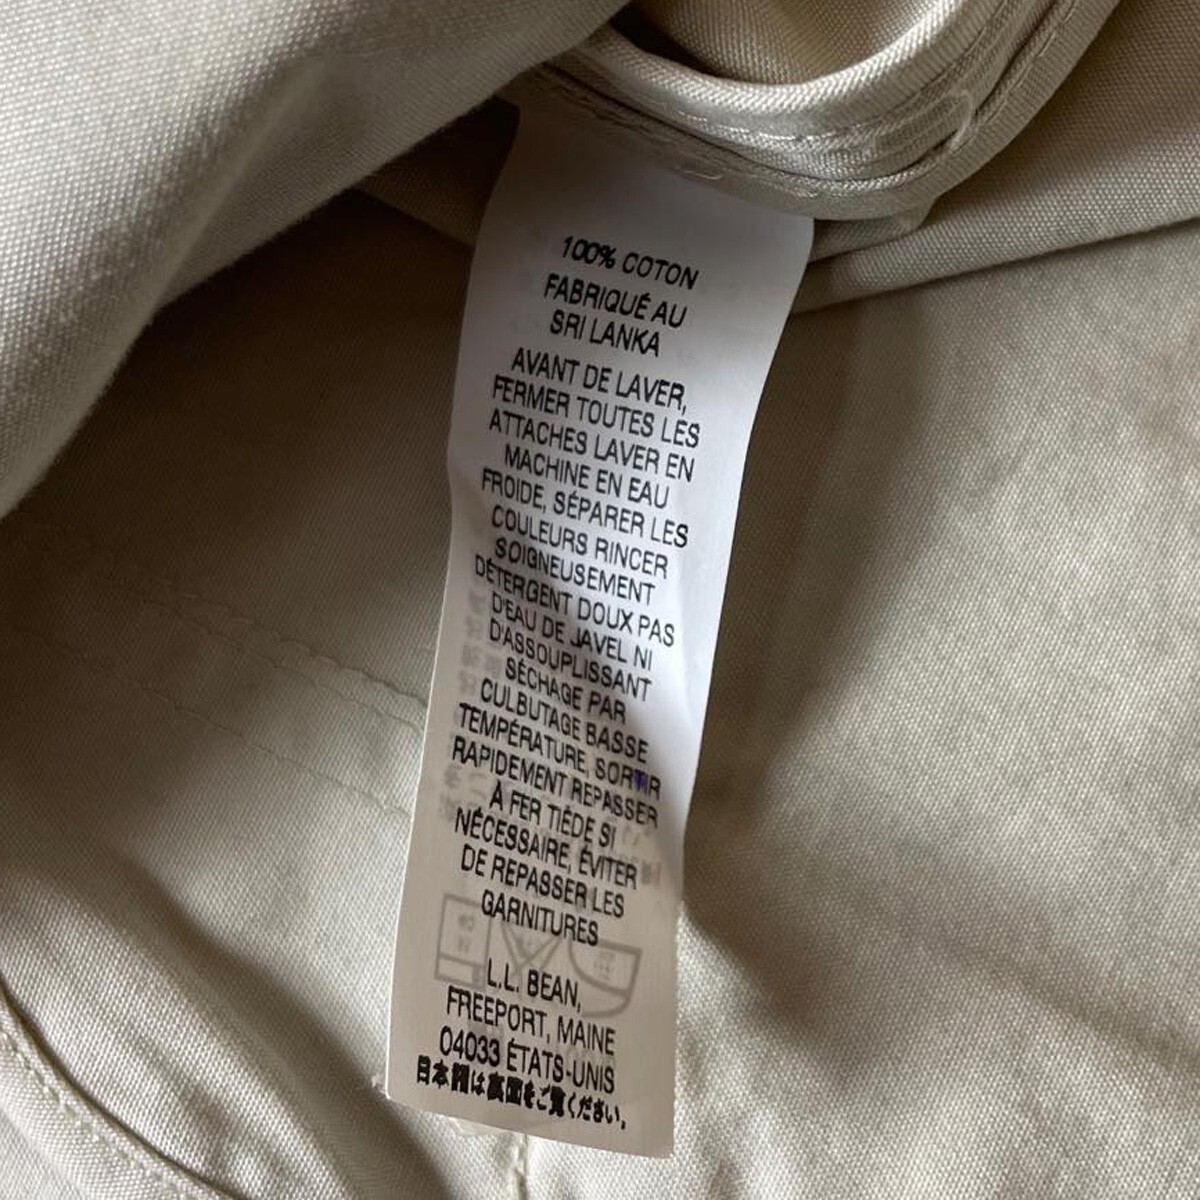 100% COTON
FABRIQUÉ AU
SRI LANKA
AVANT DE LAVER,
FERMER TOUTES LES
ATTACHES LAVER EN
MACHINE EN EAU
FROIDE, SÉPARER LES
COULEURS RINCER
SOIGNEUSEMENT
DÉTERGENT DOUX PAS
D'EAU DE JAVEL NI
D'ASSOUPLISSANT
SÉCHAGE PAR
CULBUTAGE BASSE
TEMPÉRATURE, SORTIR
RAPIDEMENT REPASSER
À FER TIÈDE SI
NÉCESSAIRE, ÉVITER
DE REPASSER LES
GARNITURES
L.L. BEAN,
FREEPORT, MAINE
04033 ÉTATS-UNIS
日本語は裏面をご覧ください。